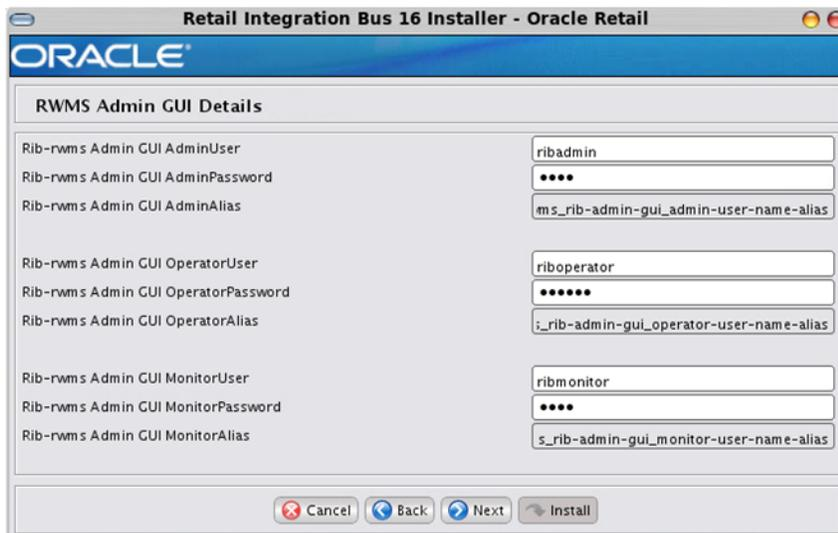 Retail Integration Bus 16 Installer - Oracle Retail
ORACLE®
RWMS Admin GUI Details
Rib-rwms Admin GUI AdminUser ribadmin
Rib-rwms Admin GUI AdminPassword ••••
Rib-rwms Admin GUI AdminAlias ms_rib-admin-gui_admin-user-name-alias
Rib-rwms Admin GUI OperatorUser riboperator
Rib-rwms Admin GUI OperatorPassword ••••••
Rib-rwms Admin GUI OperatorAlias s_rib-admin-gui_operator-user-name-alias
Rib-rwms Admin GUI MonitorUser ribmonitor
Rib-rwms Admin GUI MonitorPassword ••••
Rib-rwms Admin GUI MonitorAlias s_rib-admin-gui_monitor-user-name-alias
Cancel Back Next Install